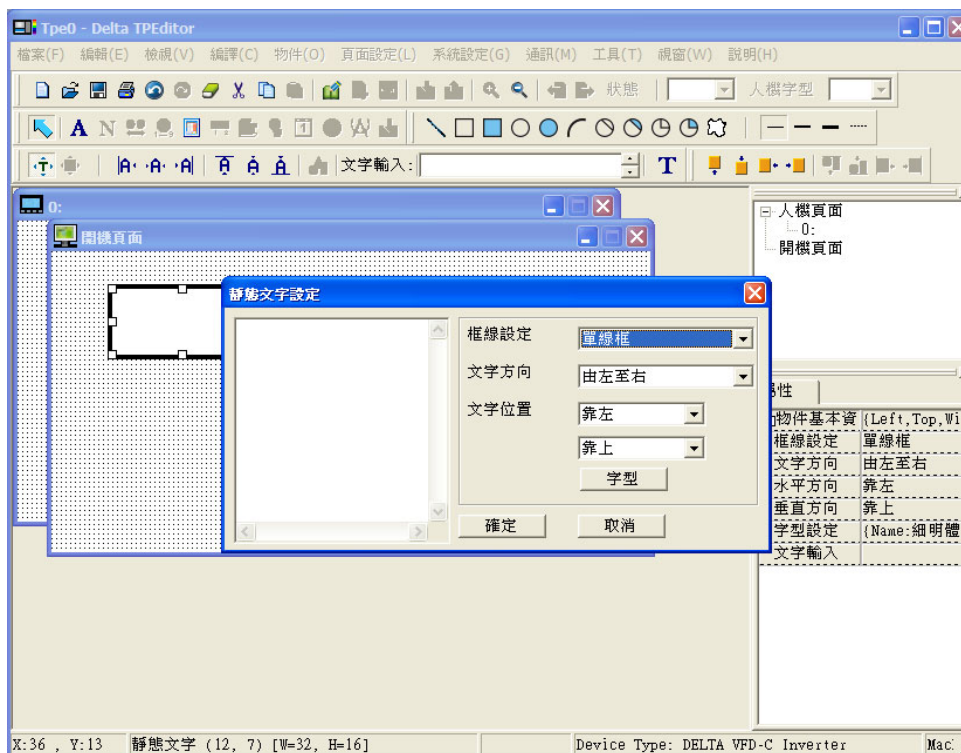 Tpe0 - Delta TPEditor
檔案(F) 編輯(E) 檢視(V) 編譯(C) 物件(O) 頁面設定(L) 系統設定(G) 通訊(M) 工具(T) 視窗(W) 說明(H)
狀態 人機字型
A N
文字輸入: T
0:
開機頁面
人機頁面
0:
開機頁面
靜態文字設定
框線設定 單線框
文字方向 由左至右
文字位置 靠左
靠上
字型
確定 取消
性
物件基本資 {Left,Top,Wi
框線設定 單線框
文字方向 由左至右
水平方向 靠左
垂直方向 靠上
字型設定 {Name:細明體
文字輸入
X:36 , Y:13 靜態文字 (12, 7) [W=32, H=16] Device Type: DELTA VFD-C Inverter Mac